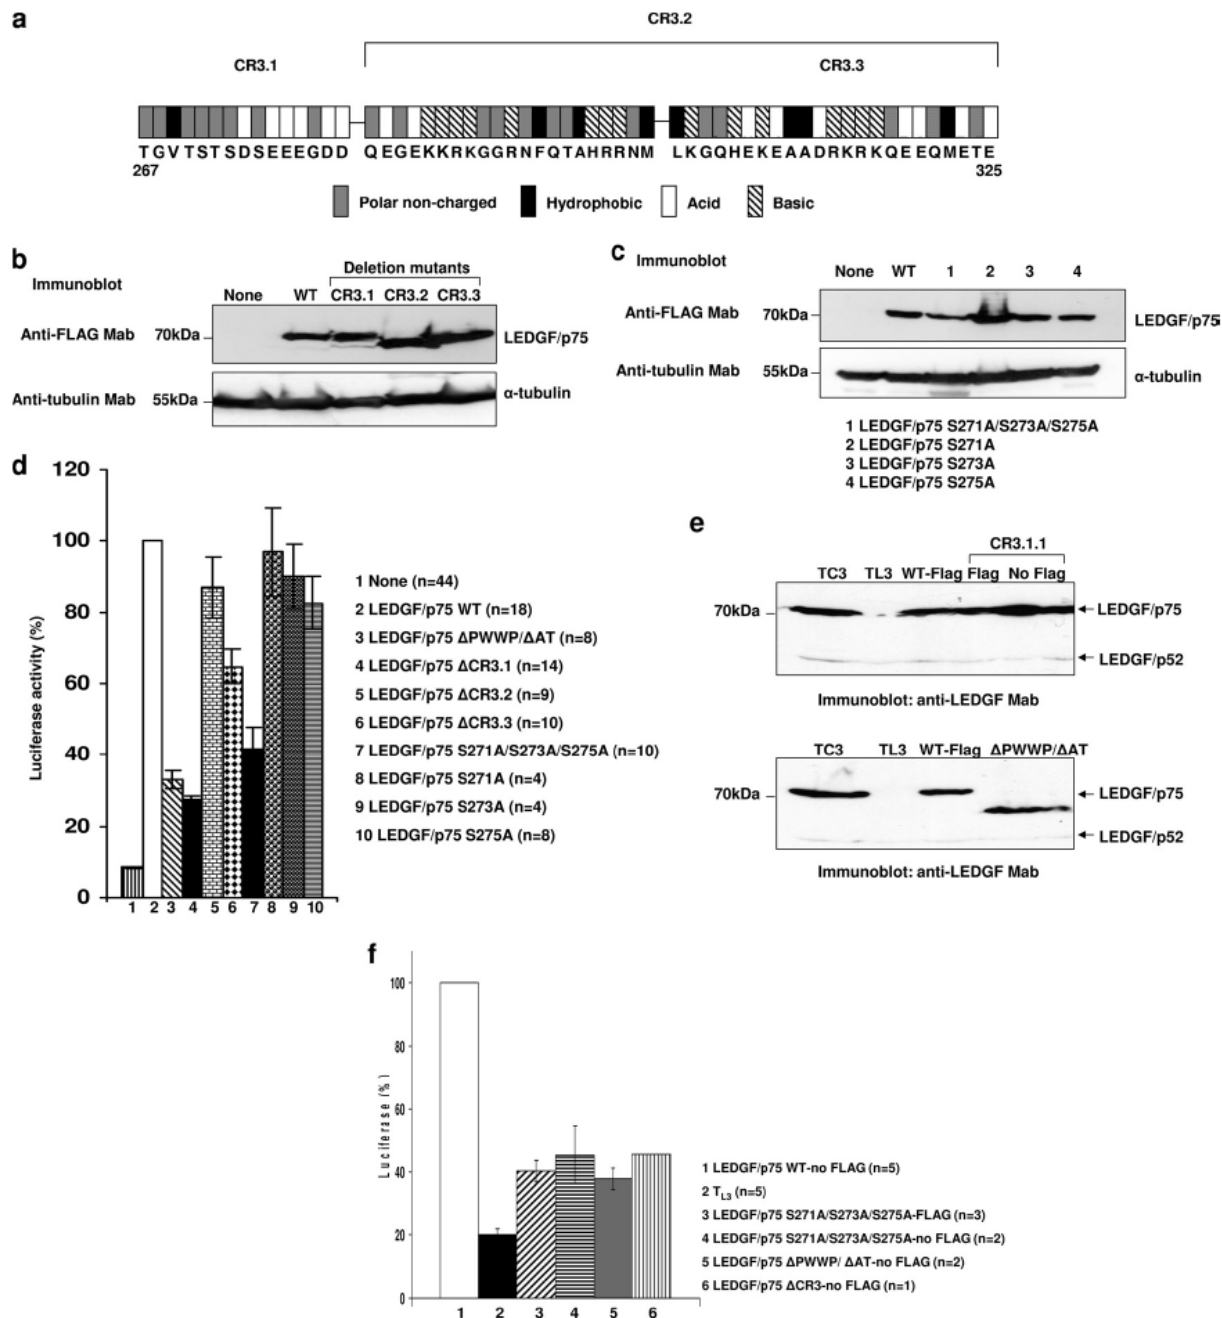 a
CR3.2
CR3.1
CR3.3
TGVTSTSDSEEEGDD QEGEKKRKGGRNFQTAHRRNM LKGQHEKEAADRKRKQEEQMETE
267
325
Polar non-charged
Hydrophobic
Acid
Basic
b
Immunoblot
Deletion mutants
None WT CR3.1 CR3.2 CR3.3
Anti-FLAG Mab 70kDa LEDGF/p75
Anti-tubulin Mab 55kDa α-tubulin
c
Immunoblot
None WT 1 2 3 4
Anti-FLAG Mab 70kDa LEDGF/p75
Anti-tubulin Mab 55kDa α-tubulin
1 LEDGF/p75 S271A/S273A/S275A
2 LEDGF/p75 S271A
3 LEDGF/p75 S273A
4 LEDGF/p75 S275A
d
Luciferase activity (%)
120
100
80
60
40
20
0
1 2 3 4 5 6 7 8 9 10
1 None (n=44)
2 LEDGF/p75 WT (n=18)
3 LEDGF/p75 ΔPWWP/ΔAT (n=8)
4 LEDGF/p75 ΔCR3.1 (n=14)
5 LEDGF/p75 ΔCR3.2 (n=9)
6 LEDGF/p75 ΔCR3.3 (n=10)
7 LEDGF/p75 S271A/S273A/S275A (n=10)
8 LEDGF/p75 S271A (n=4)
9 LEDGF/p75 S273A (n=4)
10 LEDGF/p75 S275A (n=8)
e
CR3.1.1
TC3 TL3 WT-Flag Flag No Flag
70kDa
LEDGF/p75
LEDGF/p52
Immunoblot: anti-LEDGF Mab
TC3 TL3 WT-Flag ΔPWWP/ΔAT
70kDa
LEDGF/p75
LEDGF/p52
Immunoblot: anti-LEDGF Mab
f
Luciferase (%)
100
80
60
40
20
0
1 2 3 4 5 6
1 LEDGF/p75 WT-no FLAG (n=5)
2 TL3 (n=5)
3 LEDGF/p75 S271A/S273A/S275A-FLAG (n=3)
4 LEDGF/p75 S271A/S273A/S275A-no FLAG (n=2)
5 LEDGF/p75 ΔPWWP/ ΔAT-no FLAG (n=2)
6 LEDGF/p75 ΔCR3-no FLAG (n=1)